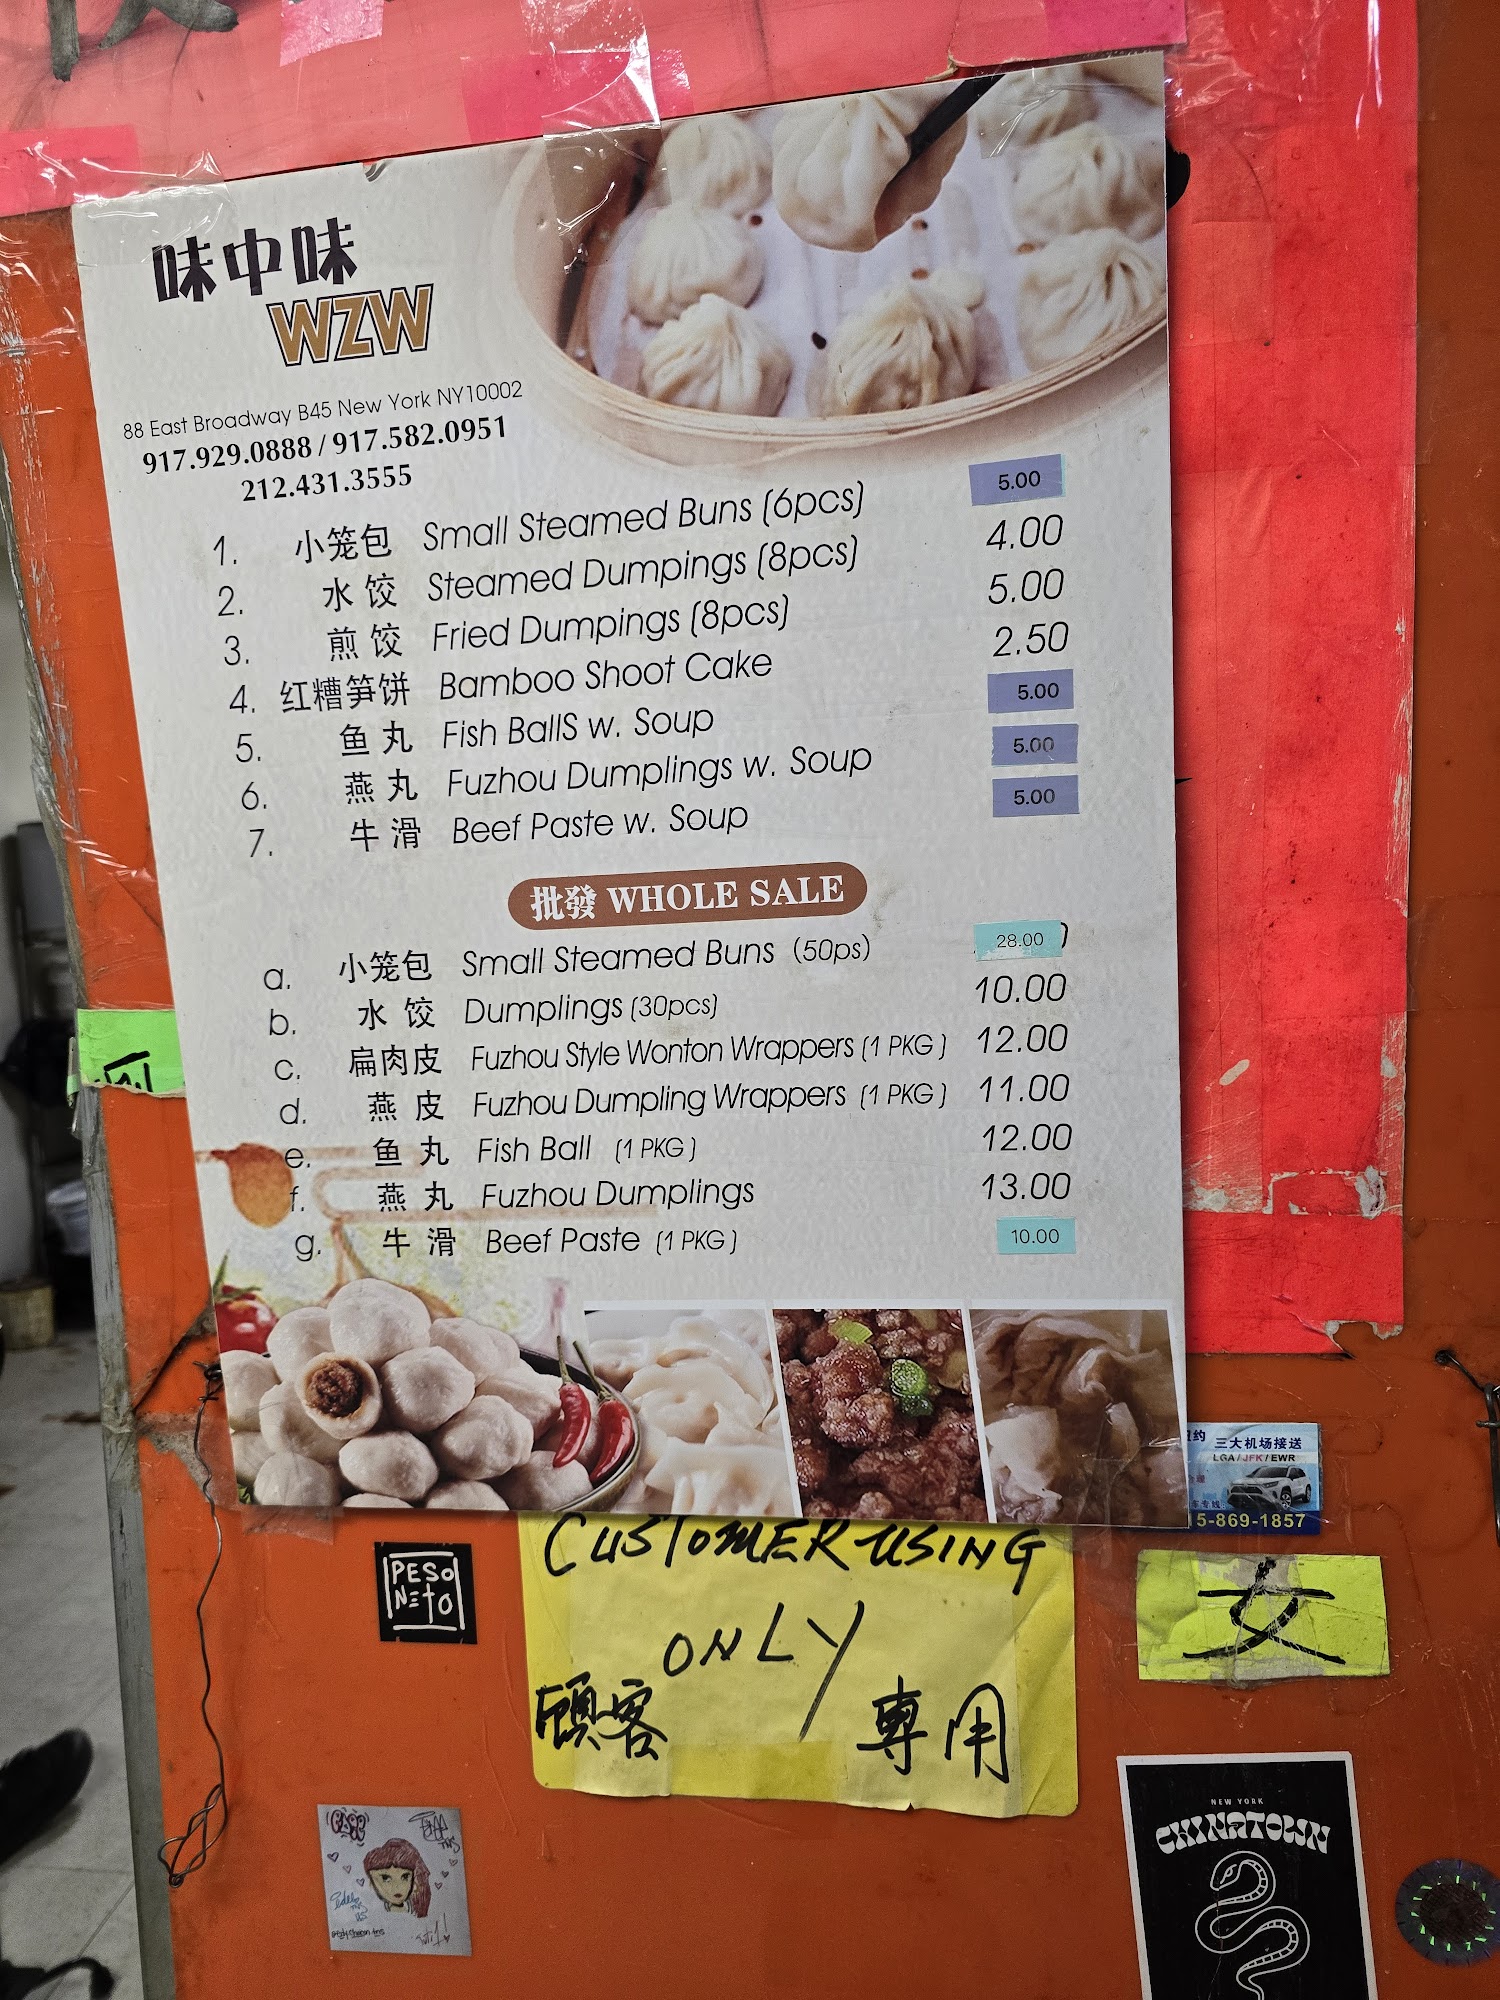 味中味
WZW
88 East Broadway B45 New York NY10002
917.929.0888 / 917.582.0951
212.431.3555
1. 小笼包 Small Steamed Buns (6pcs) 5.00
2. 水饺 Steamed Dumpings (8pcs) 4.00
3. 煎饺 Fried Dumpings (8pcs) 5.00
4. 红糟笋饼 Bamboo Shoot Cake 2.50
5. 鱼丸 Fish BallS w. Soup 5.00
6. 燕丸 Fuzhou Dumplings w. Soup 5.00
7. 牛滑 Beef Paste w. Soup 5.00
批發 WHOLE SALE
a. 小笼包 Small Steamed Buns (50ps) 28.00
b. 水饺 Dumplings (30pcs) 10.00
c. 扁肉皮 Fuzhou Style Wonton Wrappers (1 PKG) 12.00
d. 燕皮 Fuzhou Dumpling Wrappers (1 PKG) 11.00
e. 鱼丸 Fish Ball (1 PKG) 12.00
f. 燕丸 Fuzhou Dumplings 13.00
g. 牛滑 Beef Paste (1 PKG) 10.00
三大机场接送
LGA / JFK / EWR
5-869-1857
CUSTOMER USING
ONLY
顧客 專用
女
PESO
NETO
NEW YORK
CHINATOWN